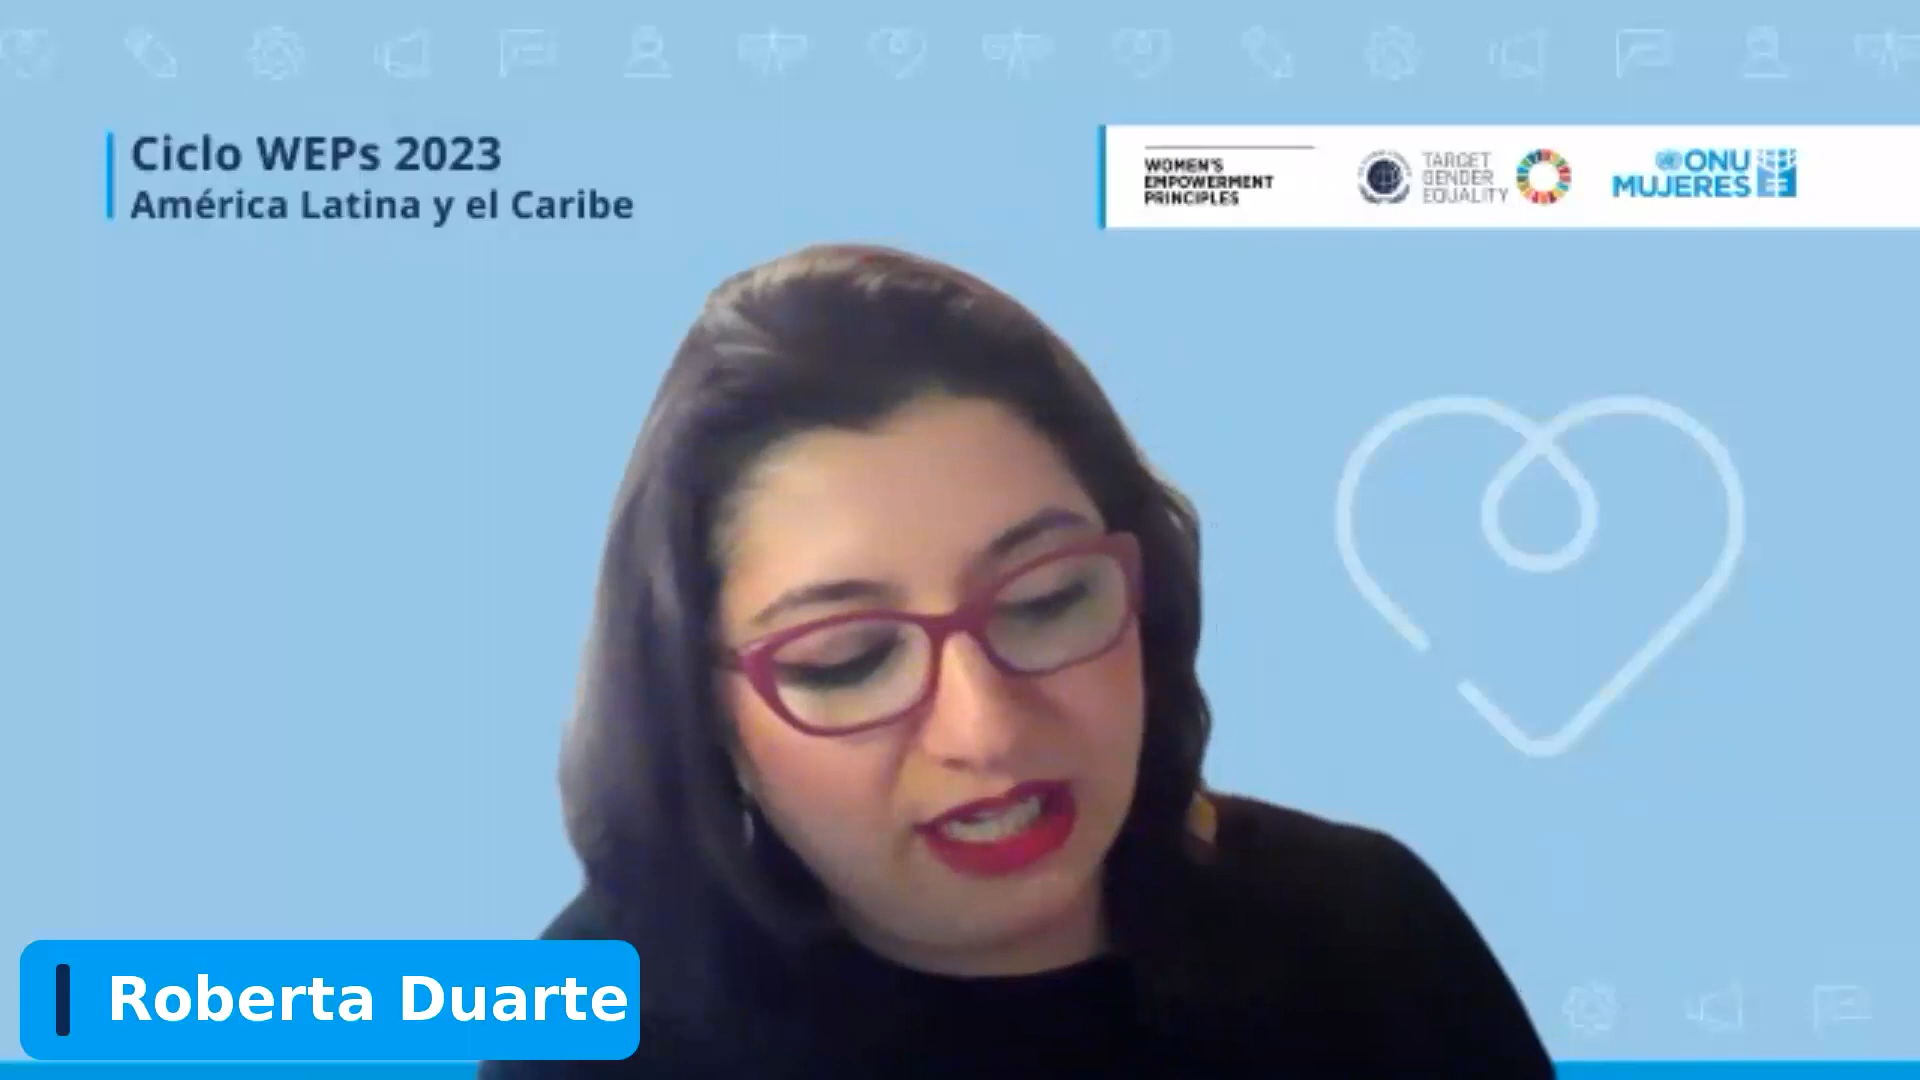 Ciclo WEPs 2023
América Latina y el Caribe
WOMEN'S
EMPOWERMENT
PRINCIPLES
TARGET
GENDER
EQUALITY
ONU
MUJERES
Roberta Duarte